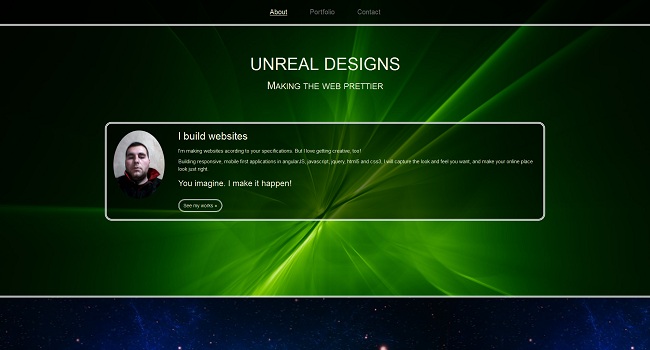 About Portfolio Contact
UNREAL DESIGNS
MAKING THE WEB PRETTIER
I build websites
I'm making websites acording to your specifications. But I love getting creative, too!
Building responsive, mobile first applications in angularJS, javascript, jquery, html5 and css3, I will capture the look and feel you want, and make your online place
look just right.
You imagine. I make it happen!
See my works »